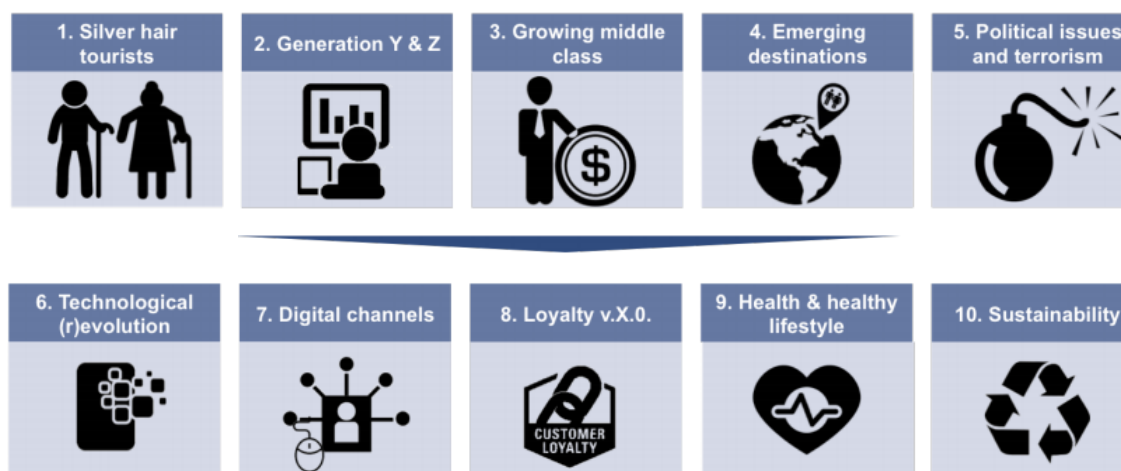 1. Silver hair
tourists
2. Generation Y & Z
3. Growing middle
class
4. Emerging
destinations
5. Political issues
and terrorism
$
6. Technological
(r)evolution
7. Digital channels
8. Loyalty v.X.0.
9. Health & healthy
lifestyle
10. Sustainability
CUSTOMER
LOYALTY